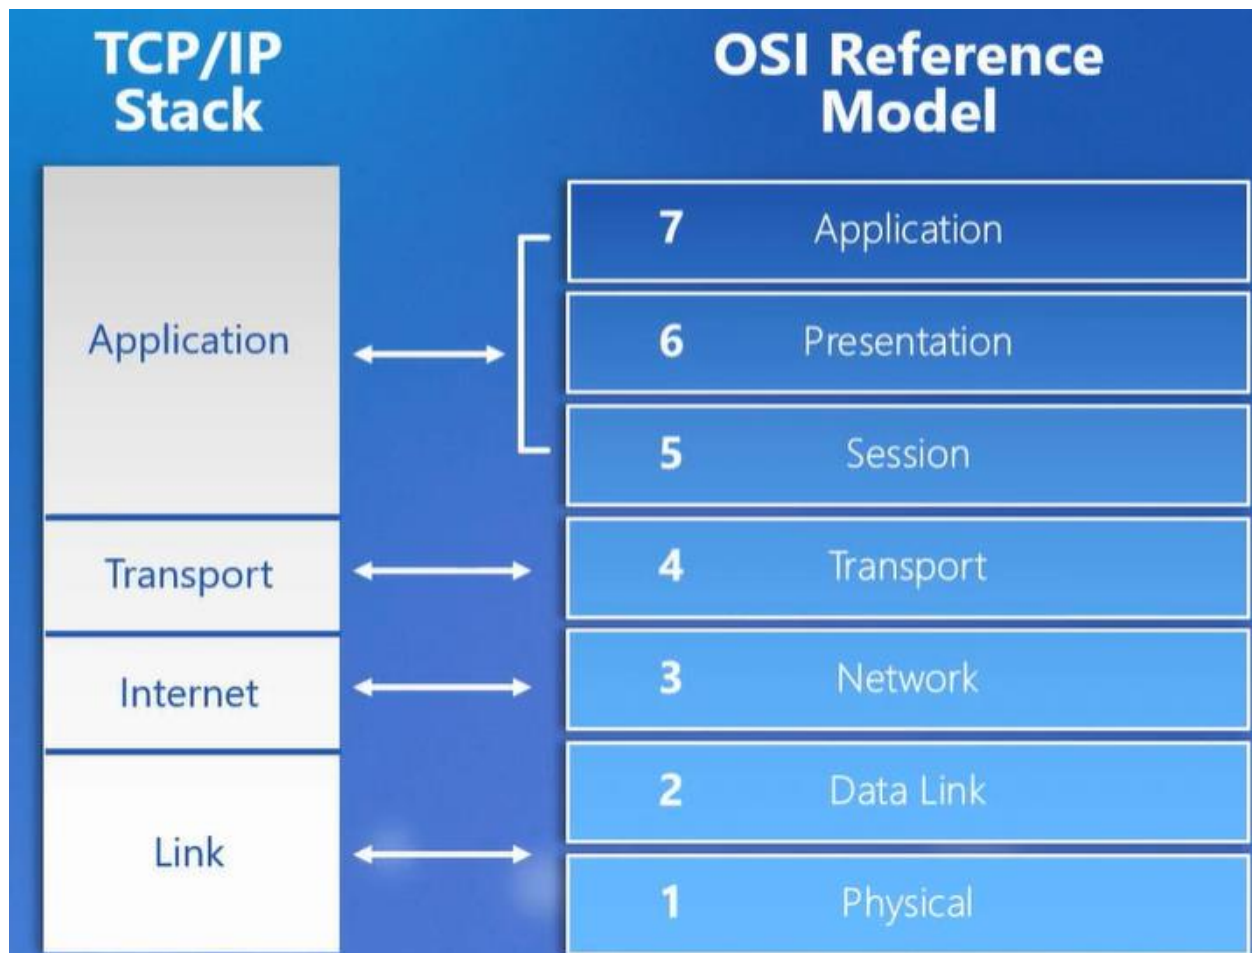 TCP/IP
Stack
Application
Transport
Internet
Link
OSI Reference
Model
7 Application
6 Presentation
5 Session
4 Transport
3 Network
2 Data Link
1 Physical